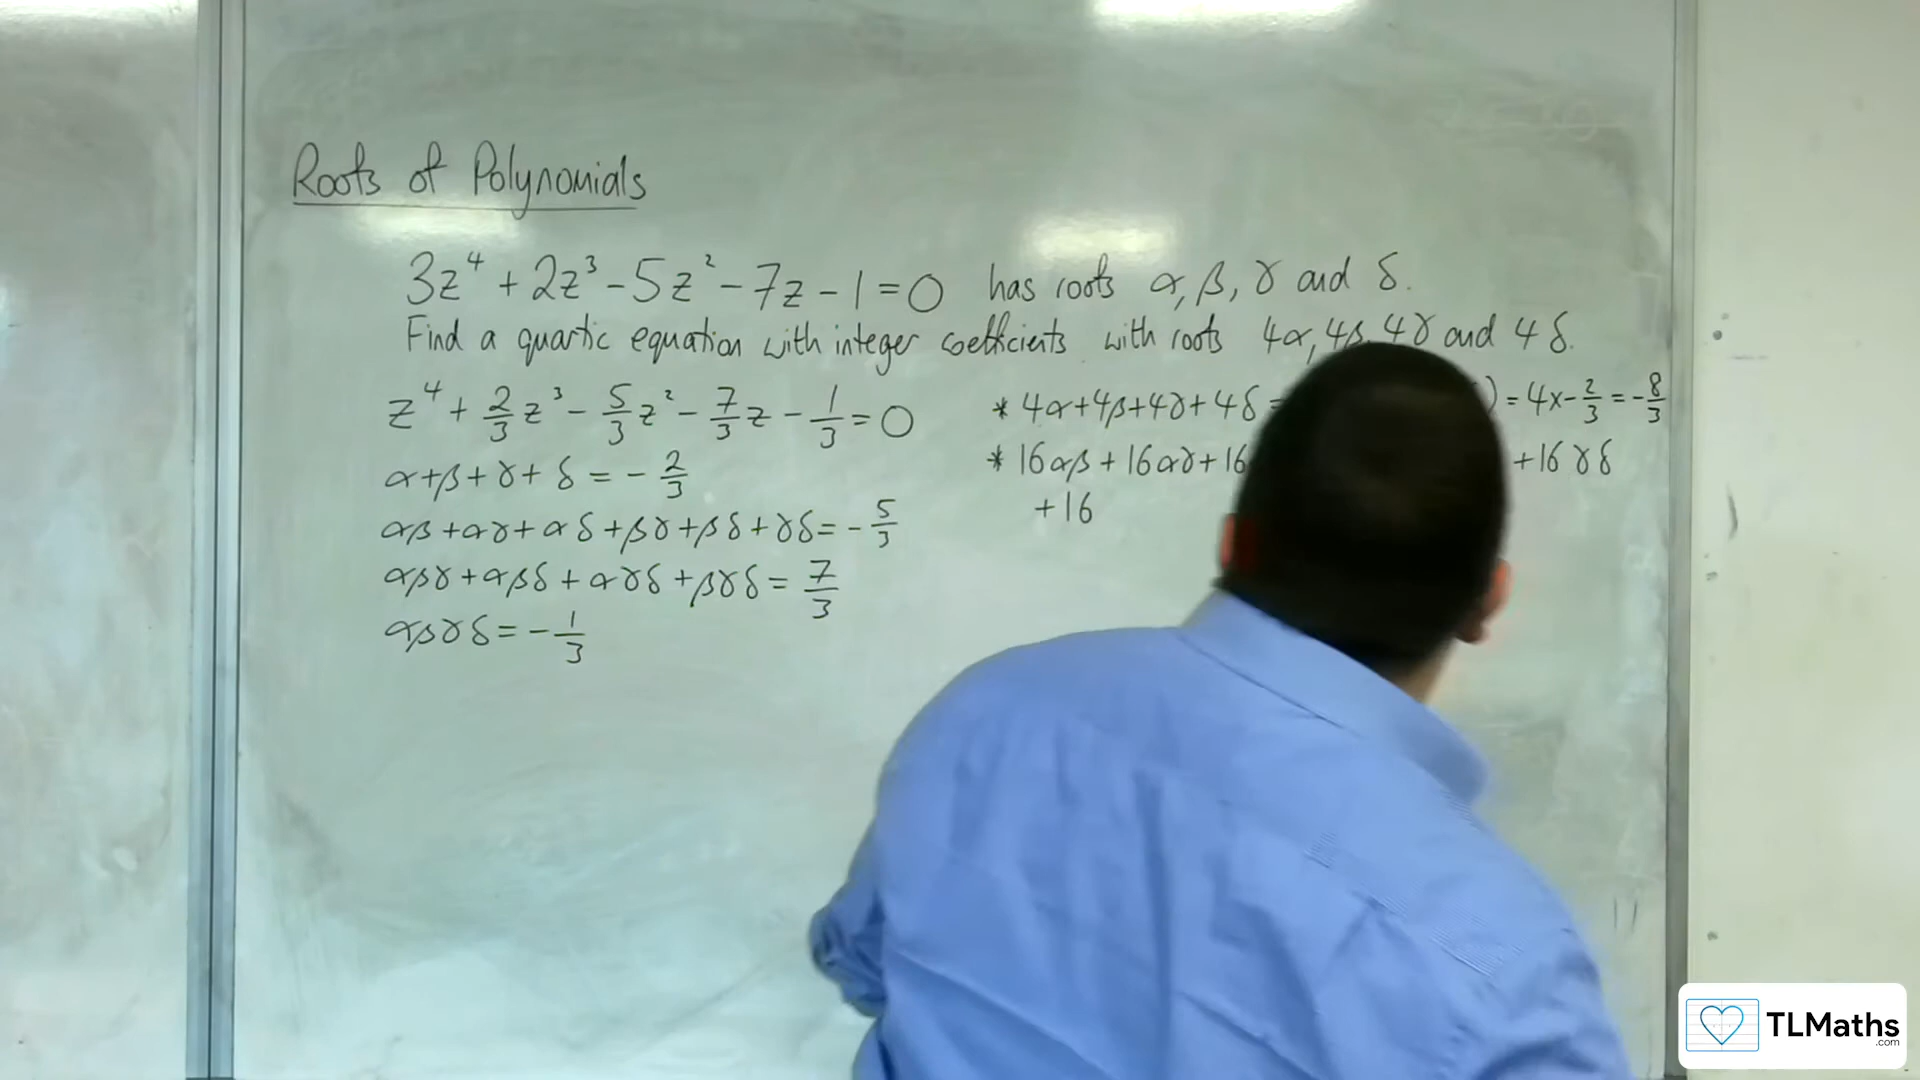 Roots of Polynomials
3z⁴ + 2z³ - 5z² - 7z - 1 = 0 has roots α, β, γ and δ.
Find a quartic equation with integer coefficients with roots 4α, 4β, 4γ and 4δ.
z⁴ + 2/3 z³ - 5/3 z² - 7/3 z - 1/3 = 0
α+β+γ+δ = -2/3
αβ+αγ+αδ+βγ+βδ+γδ = -5/3
αβγ+αβδ+αγδ+βγδ = 7/3
αβγδ = -1/3
* 4α+4β+4γ+4δ = ) = 4×-2/3 = -8/3
* 16αβ+16αγ+16 +16γδ
+16
TLMaths
.com